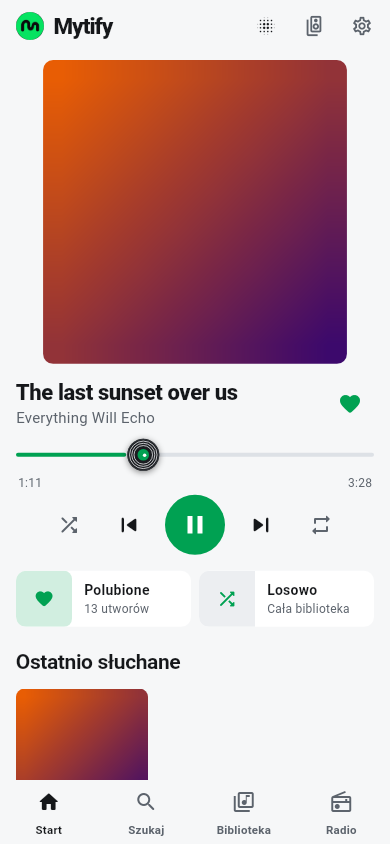 Mytify
The last sunset over us
Everything Will Echo
1:11
3:28
Polubione
13 utworów
Losowo
Cała biblioteka
Ostatnio słuchane
Start
Szukaj
Biblioteka
Radio